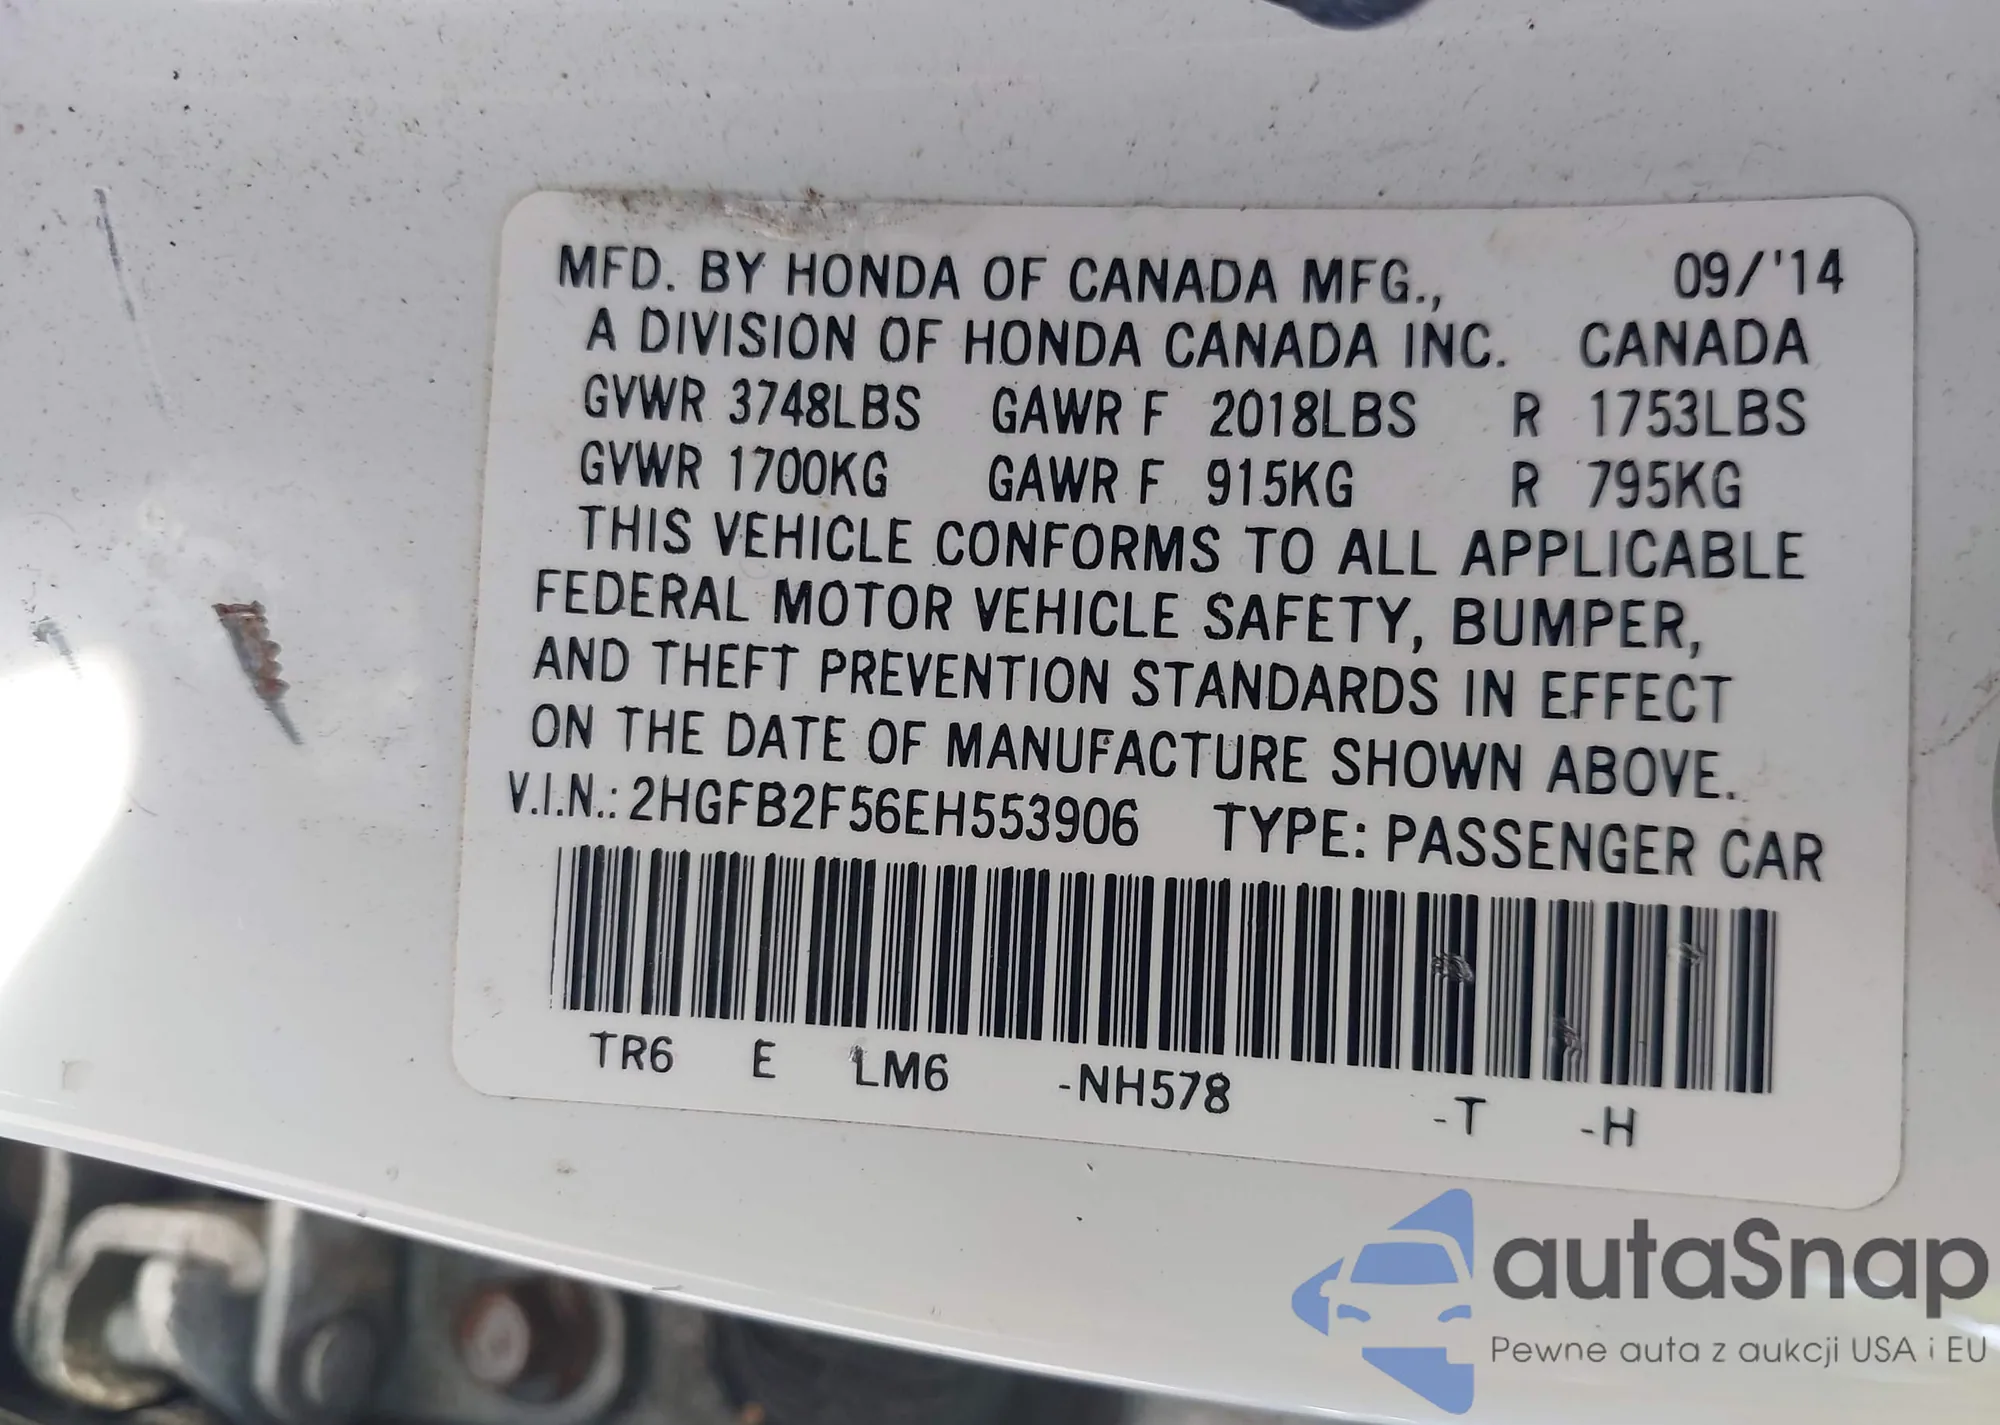 MFD. BY HONDA OF CANADA MFG., 09/'14
A DIVISION OF HONDA CANADA INC. CANADA
GVWR 3748LBS GAWR F 2018LBS R 1753LBS
GVWR 1700KG GAWR F 915KG R 795KG
THIS VEHICLE CONFORMS TO ALL APPLICABLE
FEDERAL MOTOR VEHICLE SAFETY, BUMPER,
AND THEFT PREVENTION STANDARDS IN EFFECT
ON THE DATE OF MANUFACTURE SHOWN ABOVE.
V.I.N.: 2HGFB2F56EH553906 TYPE: PASSENGER CAR
TR6 E LM6 -NH578 -T -H
autaSnap
Pewne auta z aukcji USA i EU